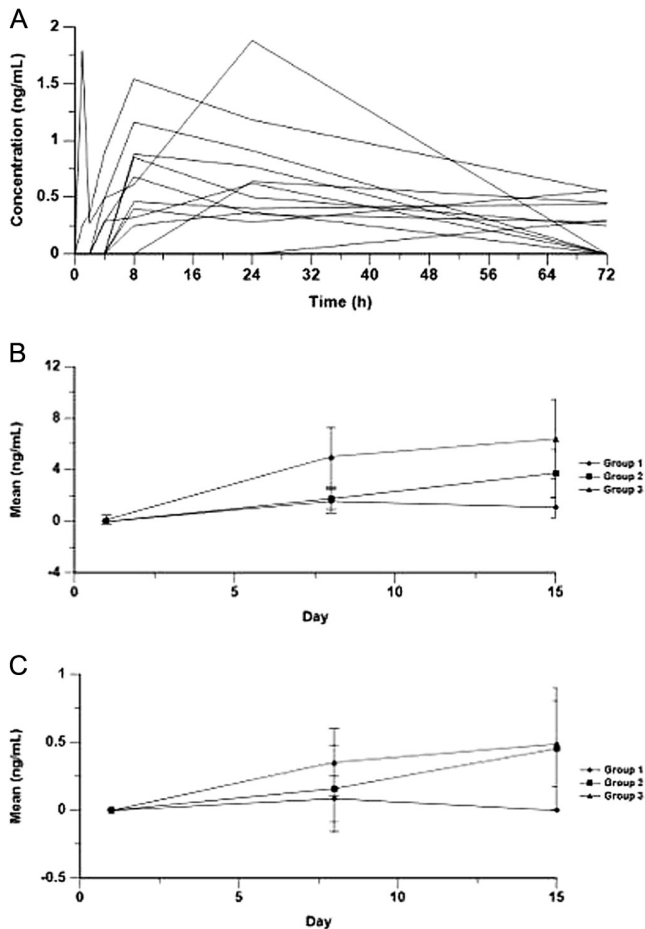 A
Concentration (ng/mL)
2
1.5
1
0.5
0
0 8 16 24 32 40 48 56 64 72
Time (h)
B
Mean (ng/mL)
12
8
4
0
-4
0 5 10 15
Day
Group 1
Group 2
Group 3
C
Mean (ng/mL)
1
0.5
0
-0.5
0 5 10 15
Day
Group 1
Group 2
Group 3